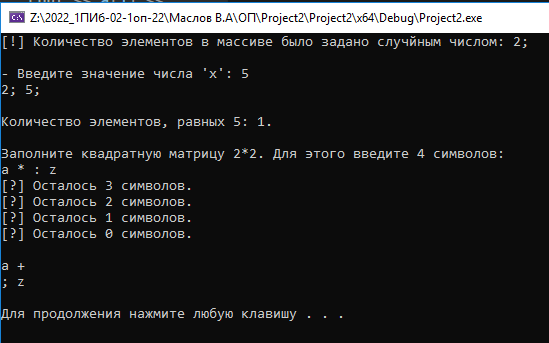 Z:\2022_1ПИ6-02-1оп-22\Маслов В.А\ОП\Project2\Project2\x64\Debug\Project2.exe
[!] Количество элементов в массиве было задано случйным числом: 2;
- Введите значение числа 'x': 5
2; 5;
Количество элементов, равных 5: 1.
Заполните квадратную матрицу 2*2. Для этого введите 4 символов:
a * : z
[?] Осталось 3 символов.
[?] Осталось 2 символов.
[?] Осталось 1 символов.
[?] Осталось 0 символов.
a +
; z
Для продолжения нажмите любую клавишу . . .